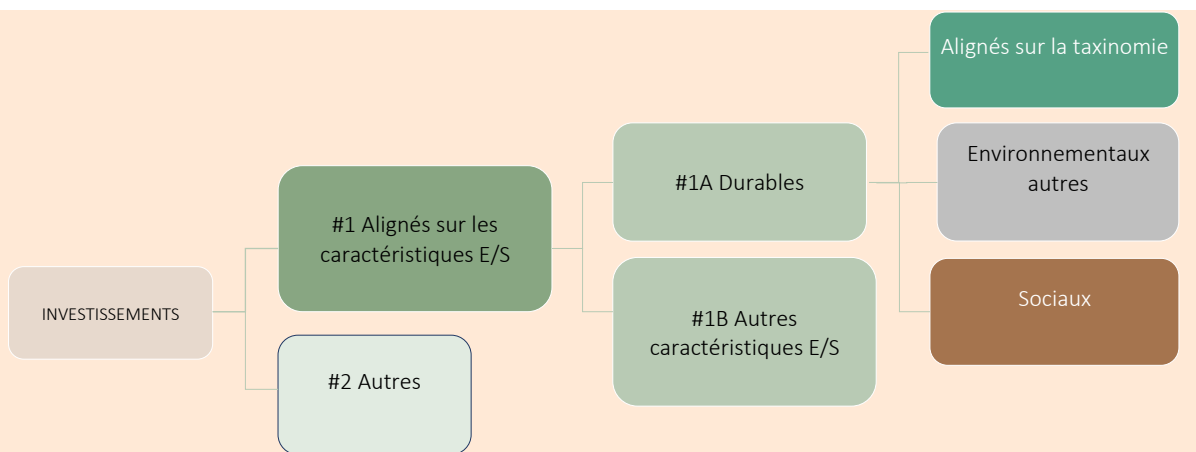 INVESTISSEMENTS
#1 Alignés sur les
caractéristiques E/S
#2 Autres
#1A Durables
#1B Autres
caractéristiques E/S
Alignés sur la taxinomie
Environnementaux
autres
Sociaux